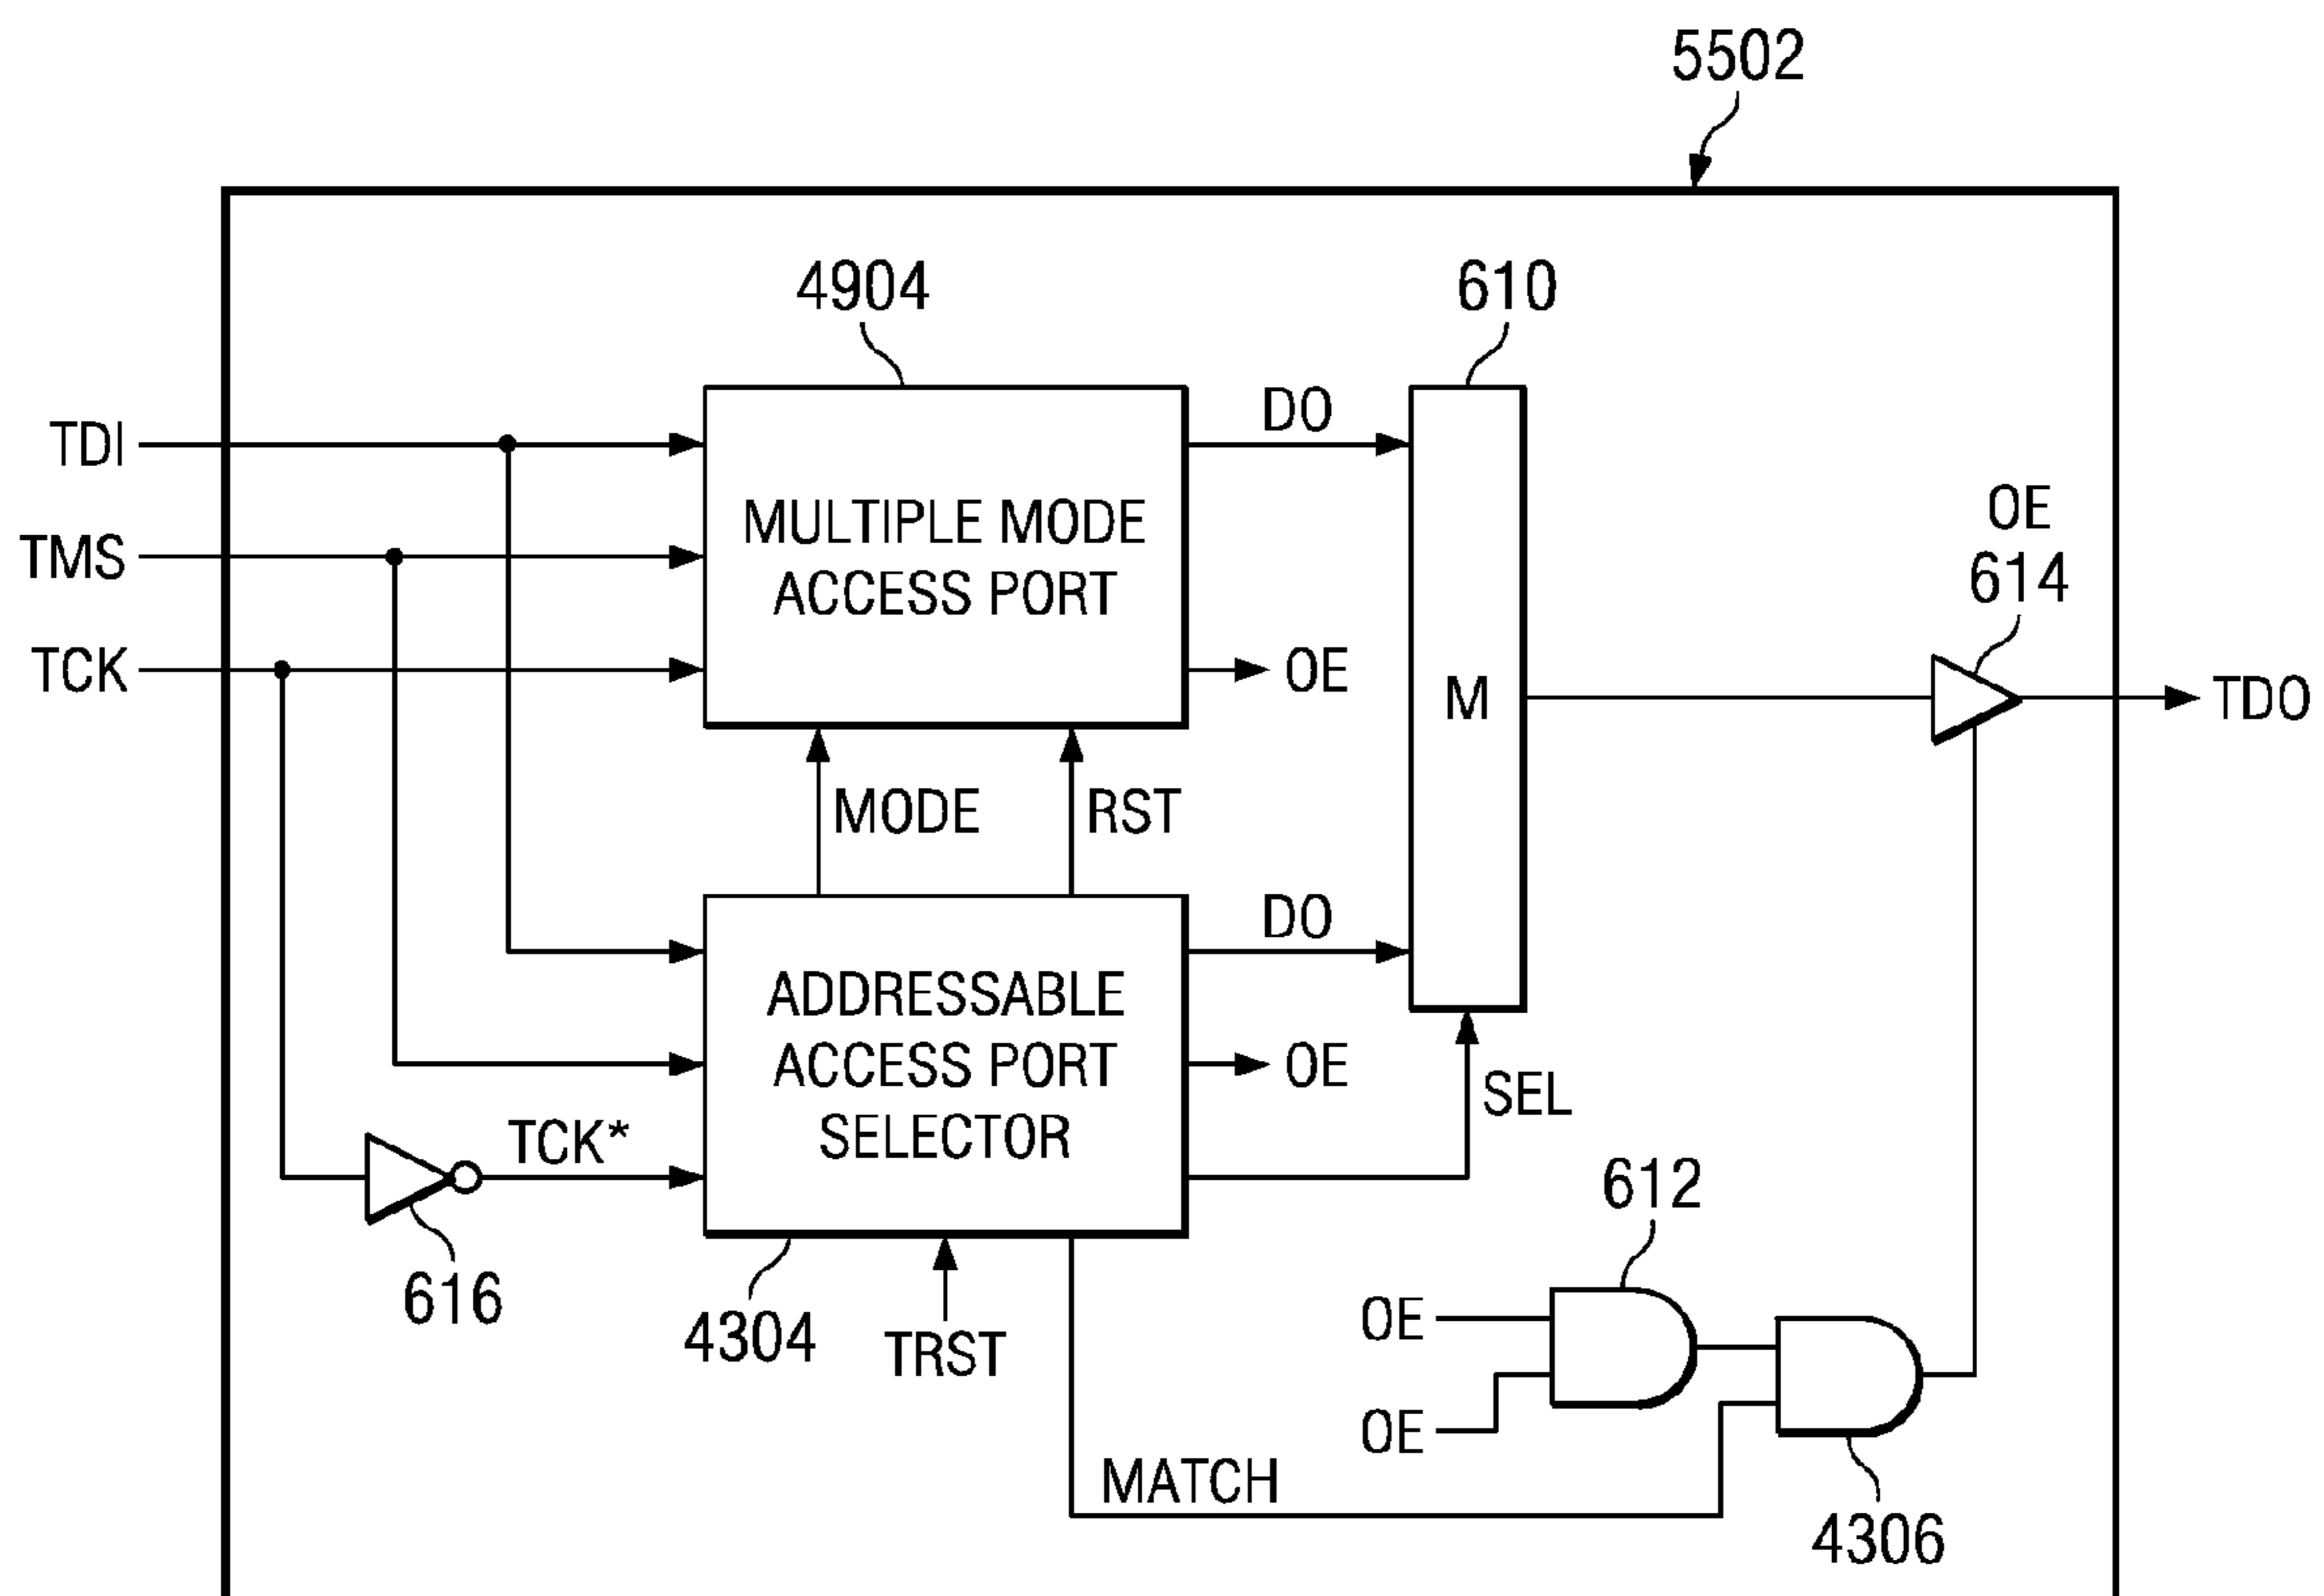 5502
4904
610
TDI
DO
MULTIPLE MODE
ACCESS PORT
OE
614
TMS
TCK
OE
M
TDO
MODE
RST
DO
ADDRESSABLE
ACCESS PORT
SELECTOR
OE
SEL
TCK*
612
616
4304
TRST
OE
OE
MATCH
4306